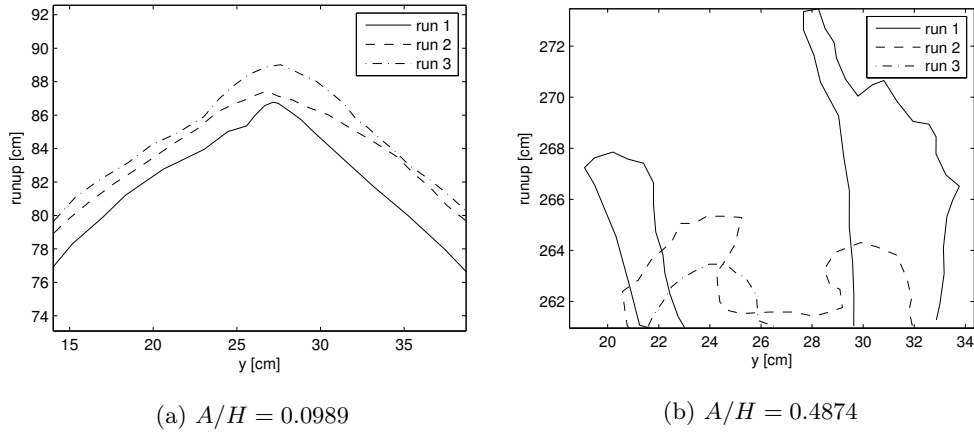 92
90
88
86
84
82
80
78
76
74
runup [cm]
15 20 25 30 35
y [cm]
run 1
run 2
run 3
(a) A/H = 0.0989
272
270
268
266
264
262
runup [cm]
20 22 24 26 28 30 32 34
y [cm]
run 1
run 2
run 3
(b) A/H = 0.4874